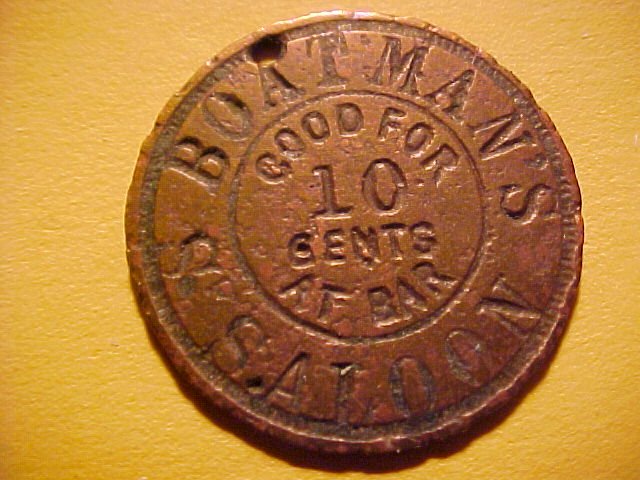 BOATMAN'S
SALOON
GOOD FOR
10
CENTS
AT BAR